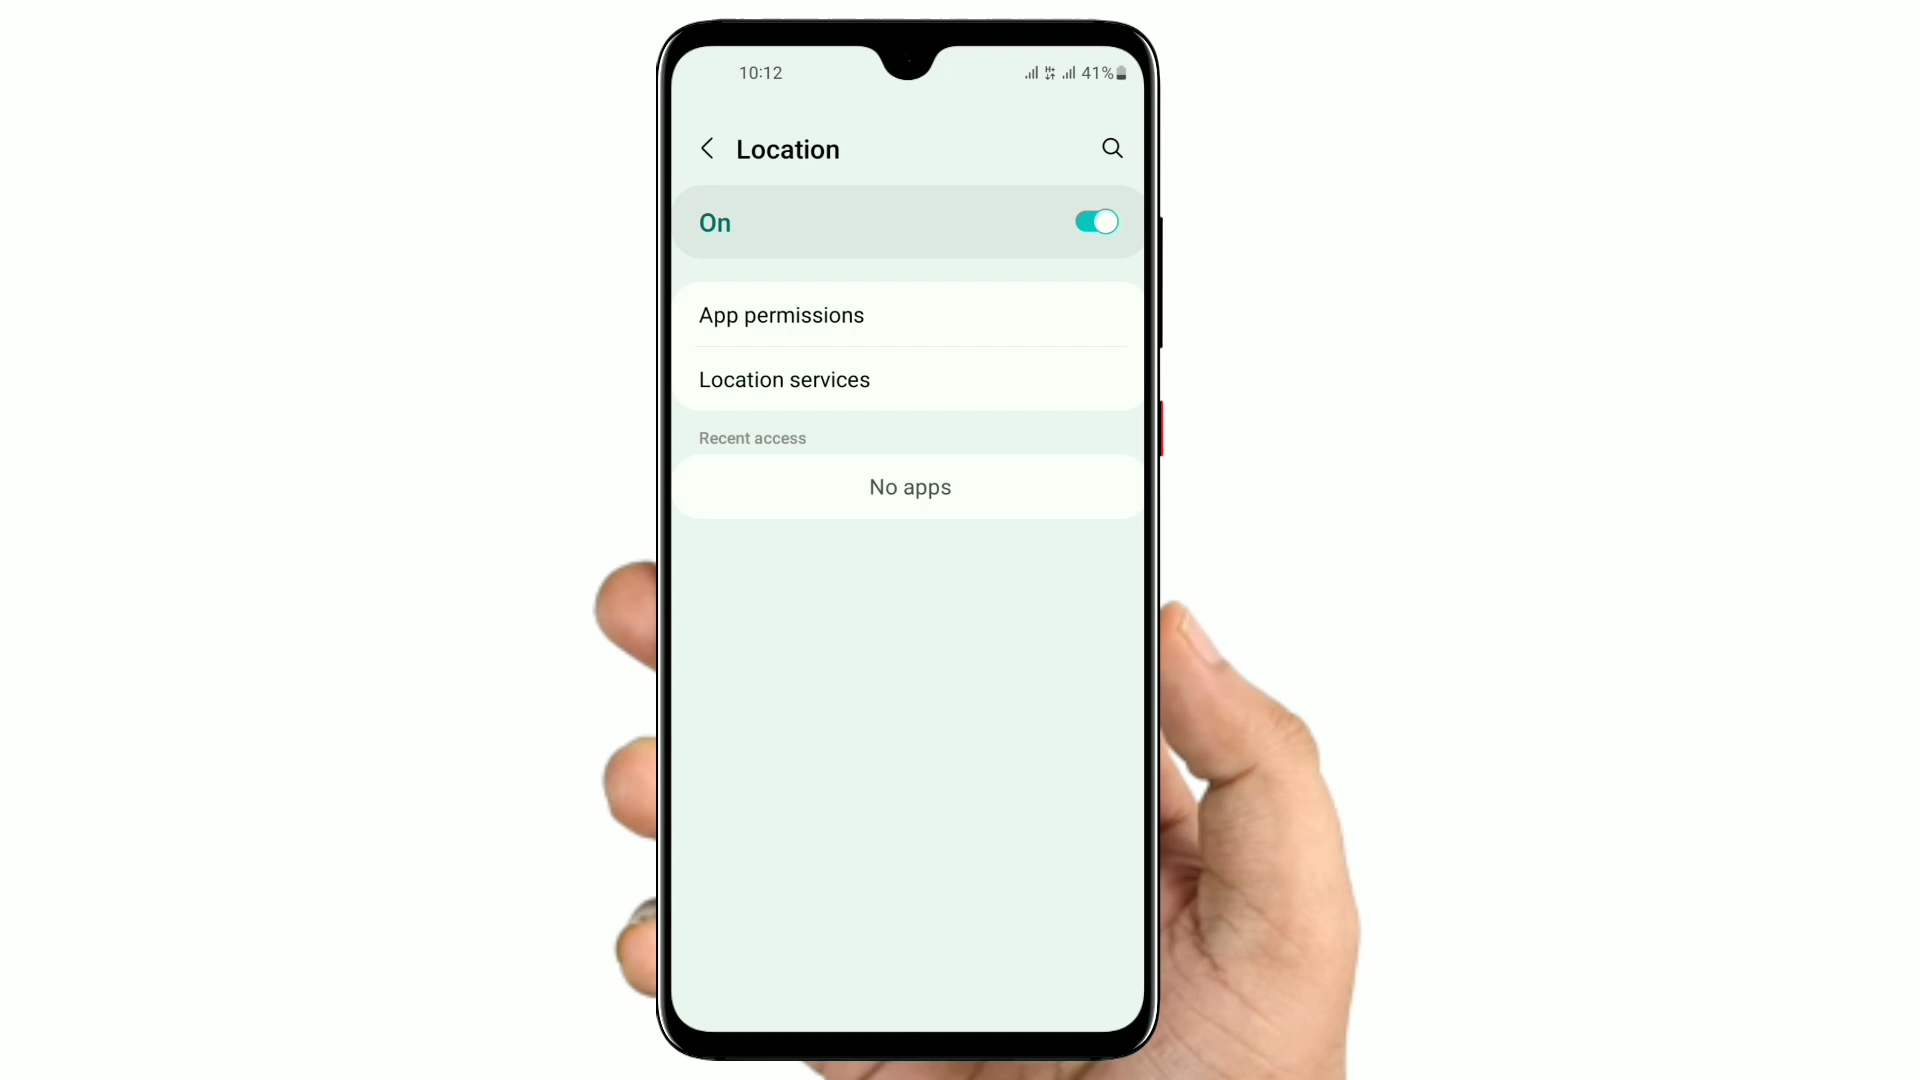 10:12 41%
Location
On
App permissions
Location services
Recent access
No apps